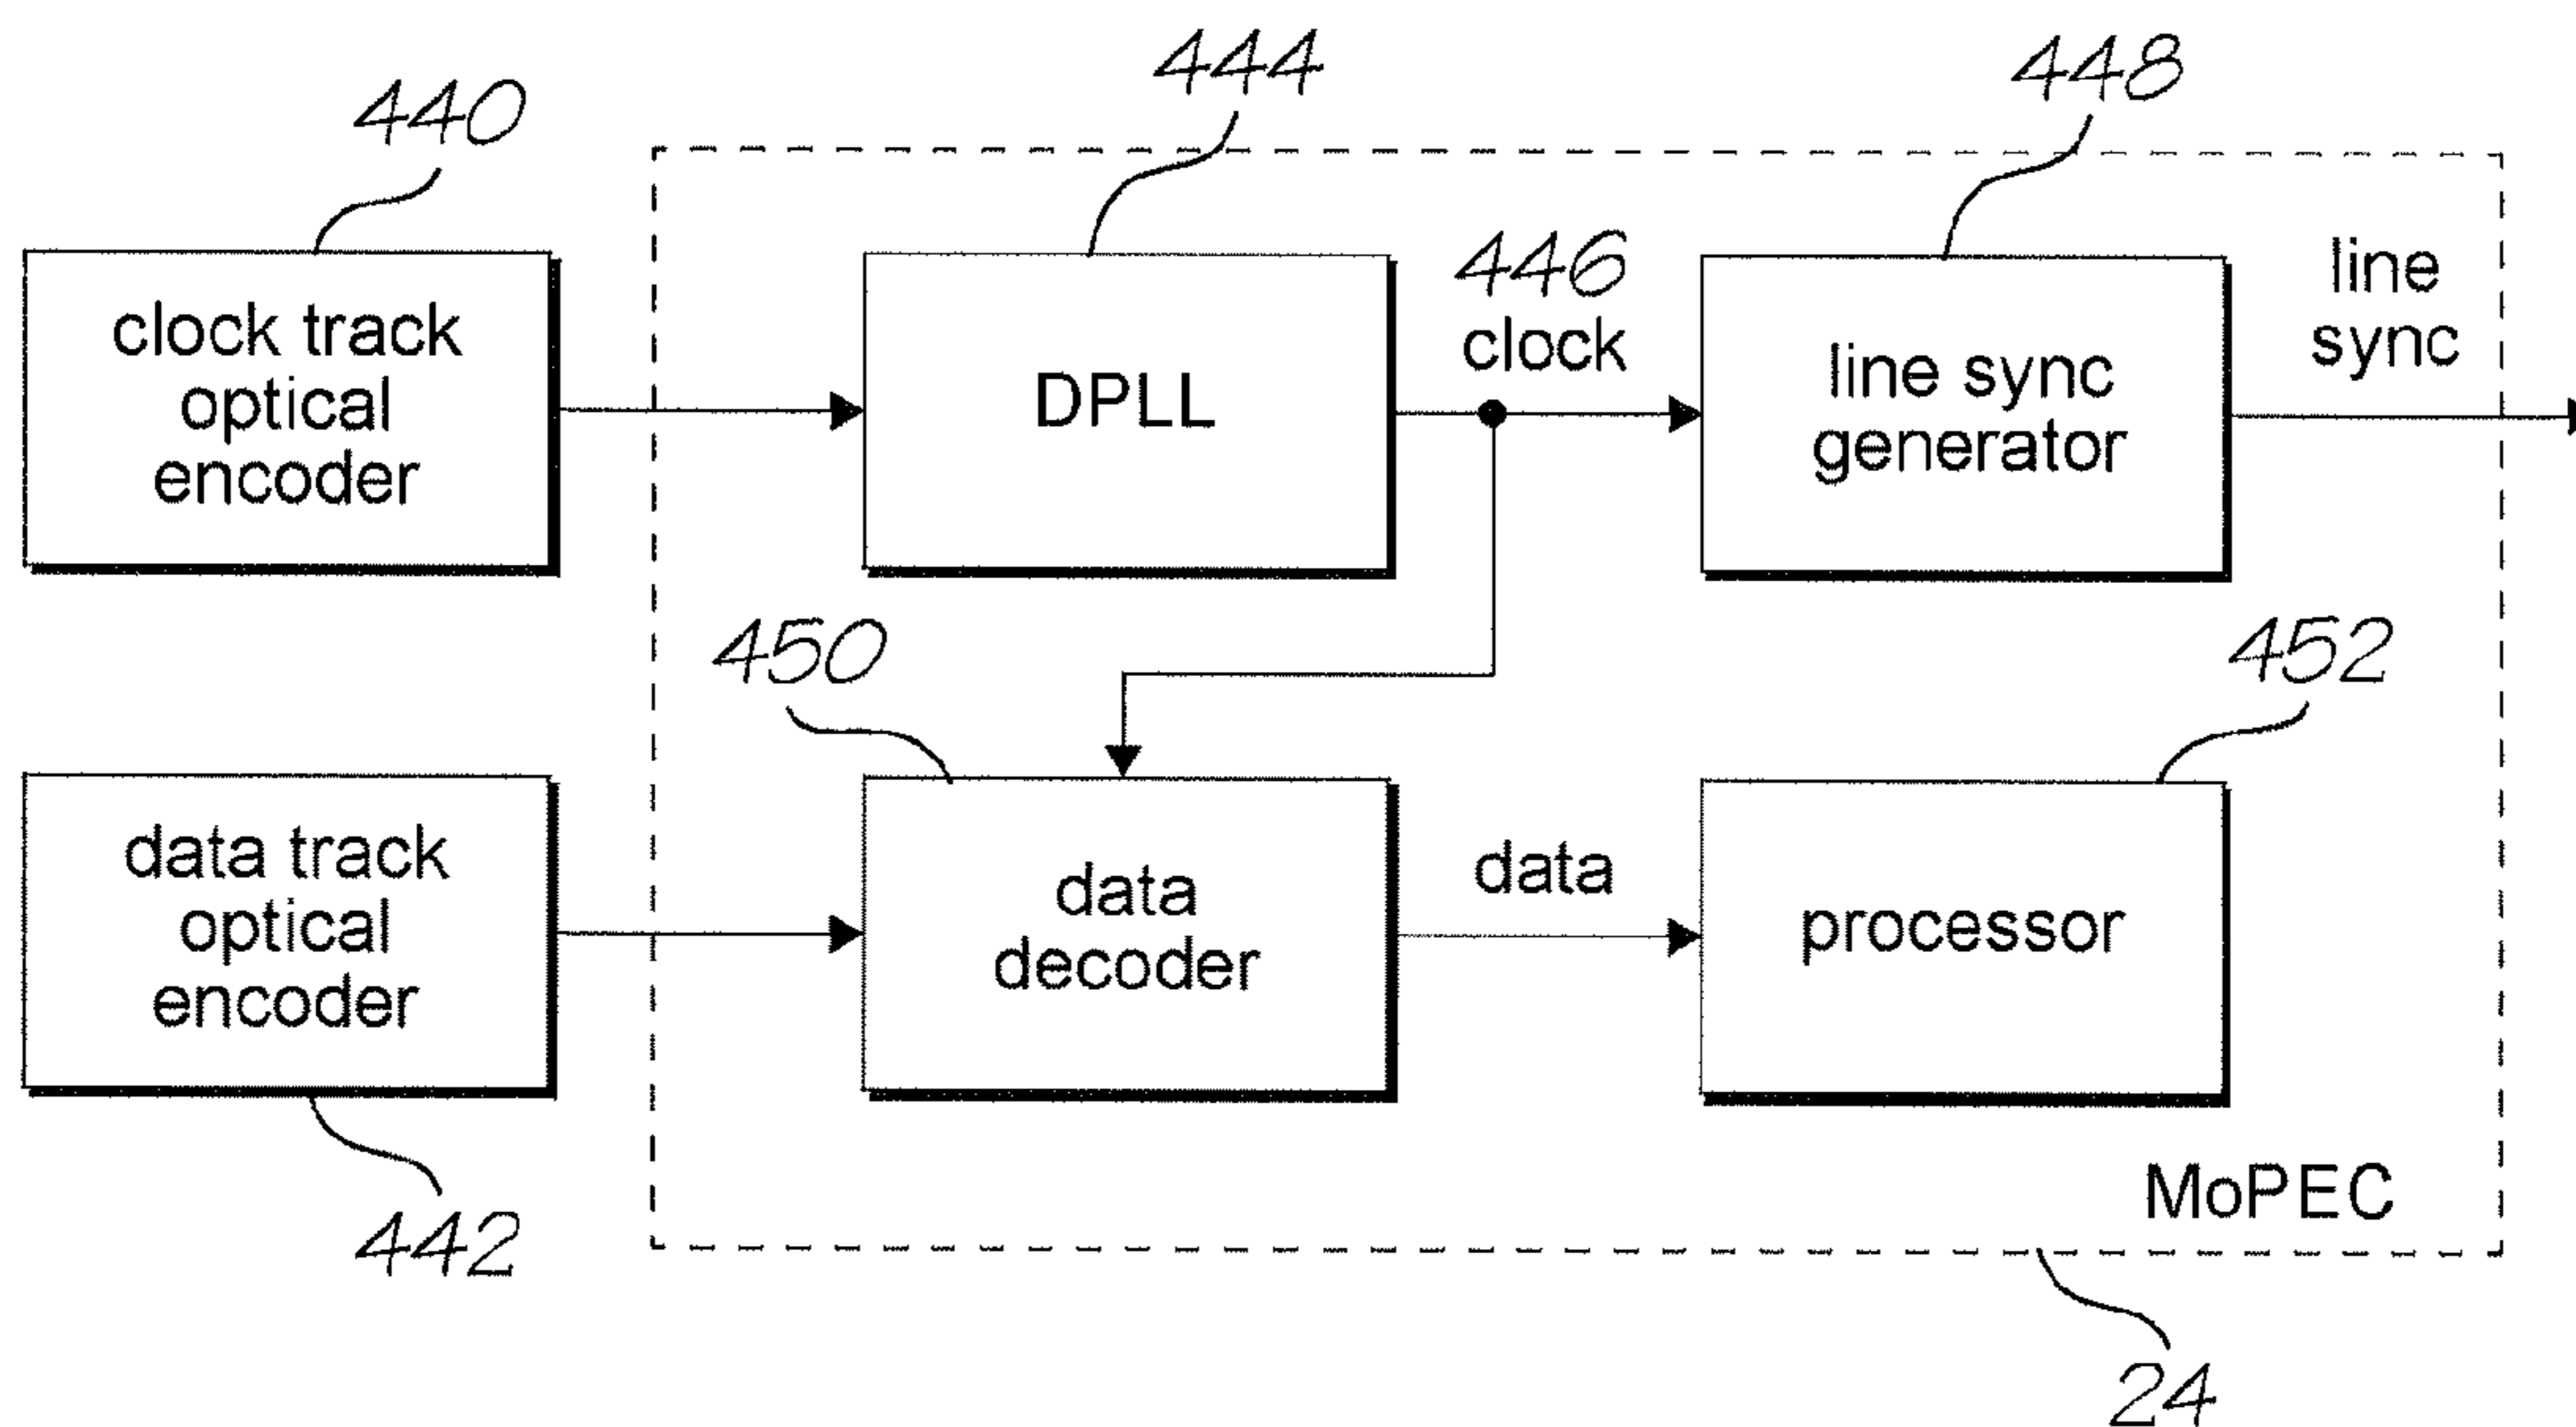 440
444
448
clock track
optical
encoder
DPLL
446
clock
line sync
generator
line
sync
450
452
data track
optical
encoder
data
decoder
data
processor
MoPEC
442
24